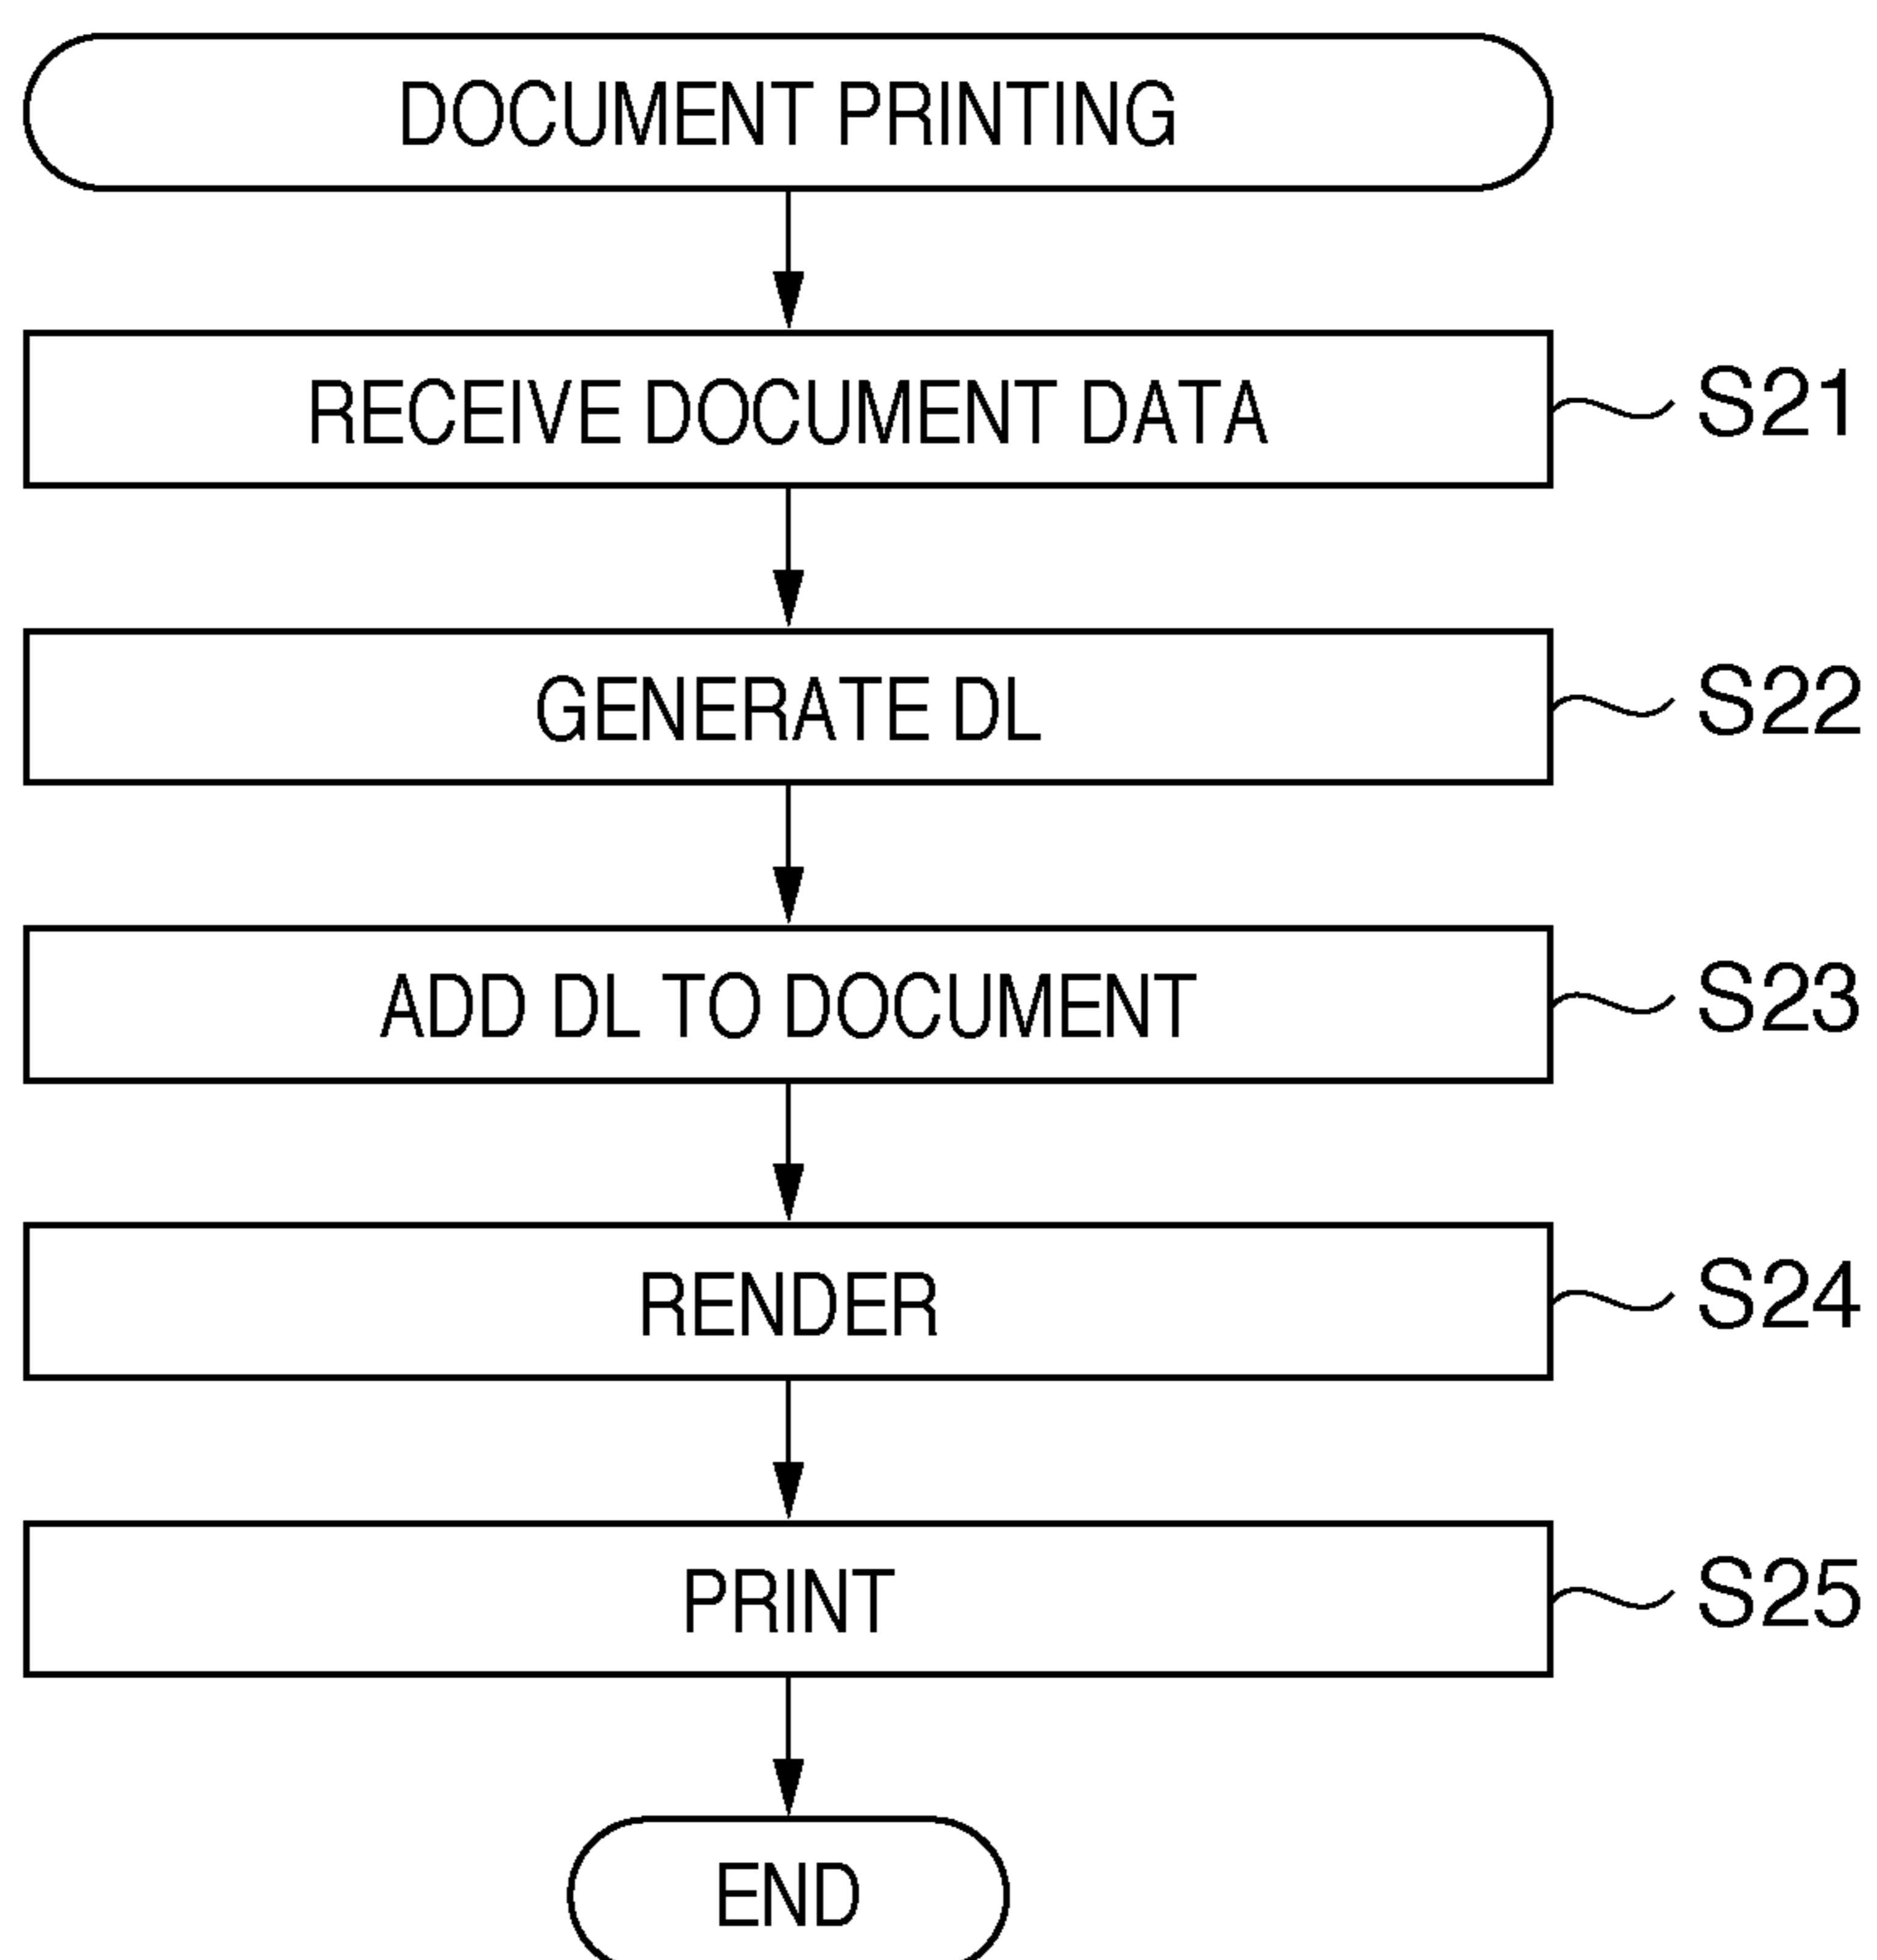 DOCUMENT PRINTING
RECEIVE DOCUMENT DATA
S21
GENERATE DL
S22
ADD DL TO DOCUMENT
S23
RENDER
S24
PRINT
S25
END